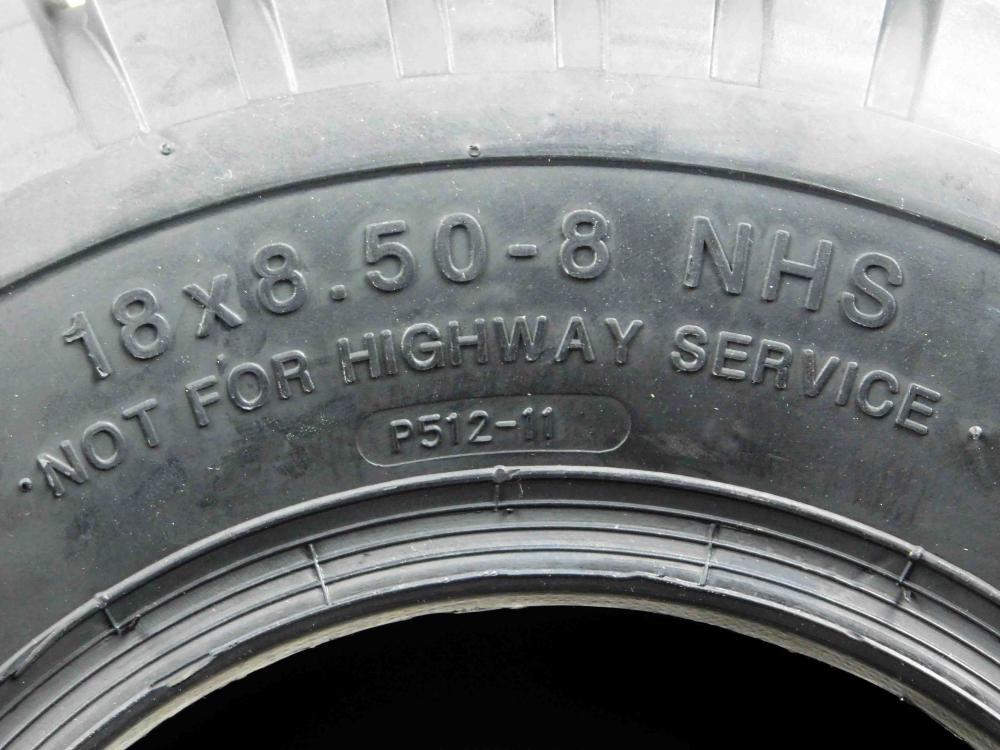 18x8.50-8 NHS
NOT FOR HIGHWAY SERVICE
P512-11